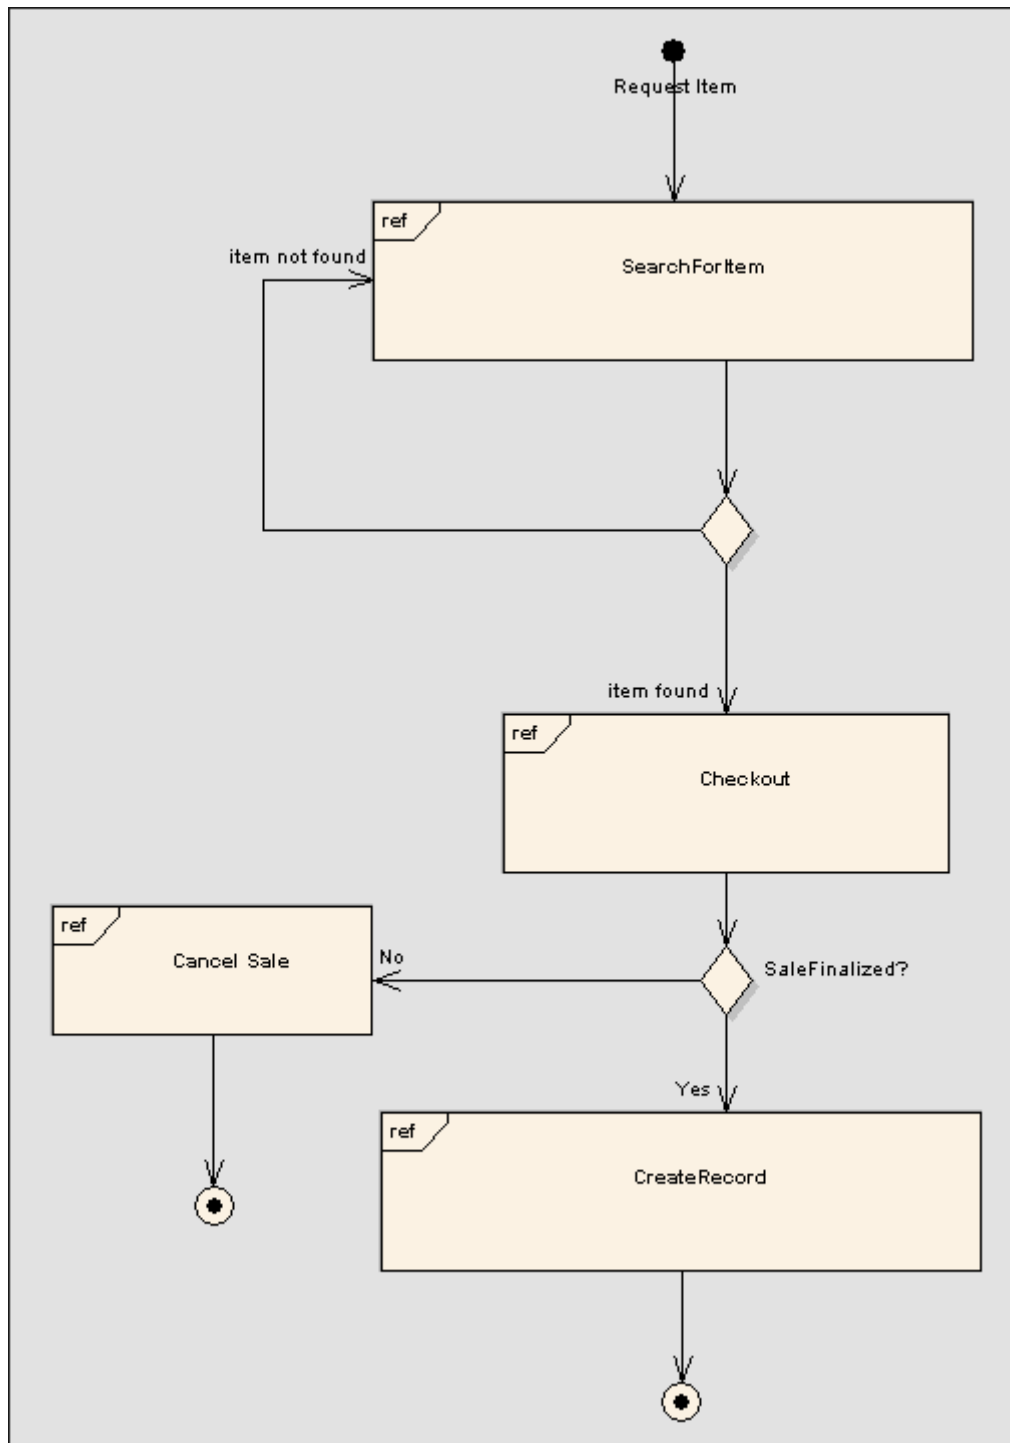 Request Item
ref
SearchForItem
item not found
item found
ref
Checkout
ref
Cancel Sale
No
SaleFinalized?
Yes
ref
CreateRecord